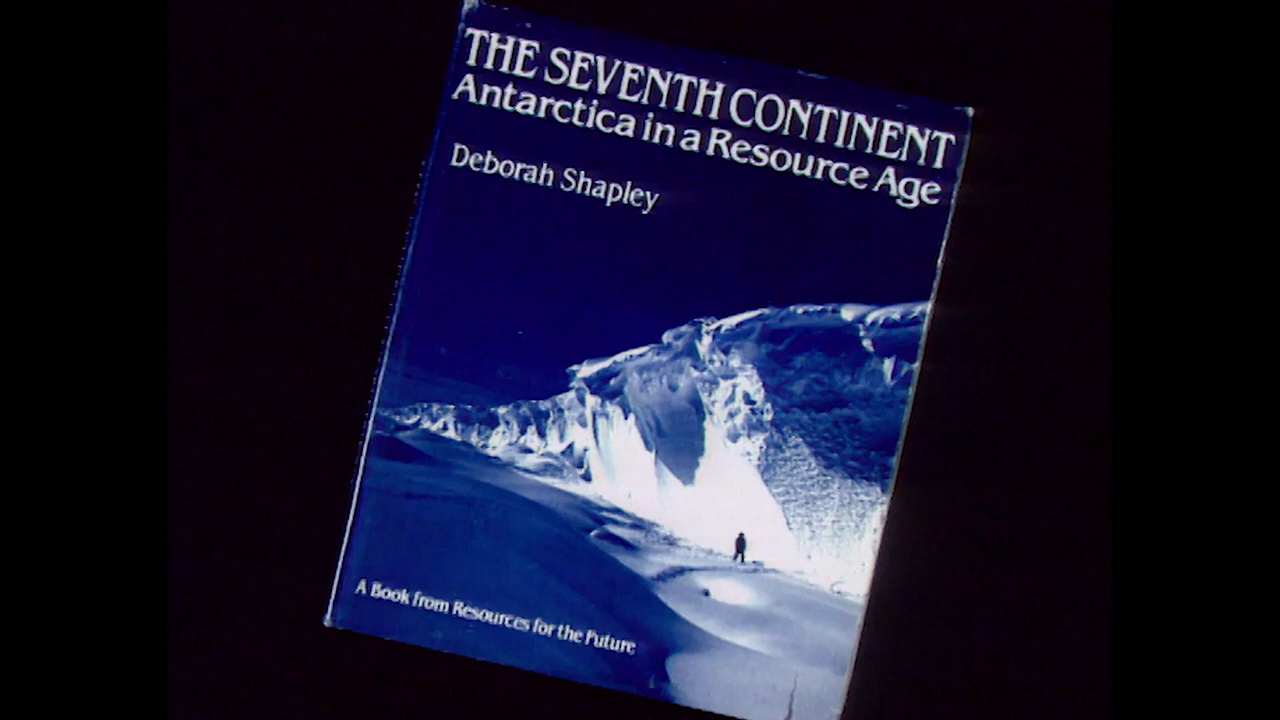 THE SEVENTH CONTINENT
Antarctica in a Resource Age
Deborah Shapley
A Book from Resources for the Future